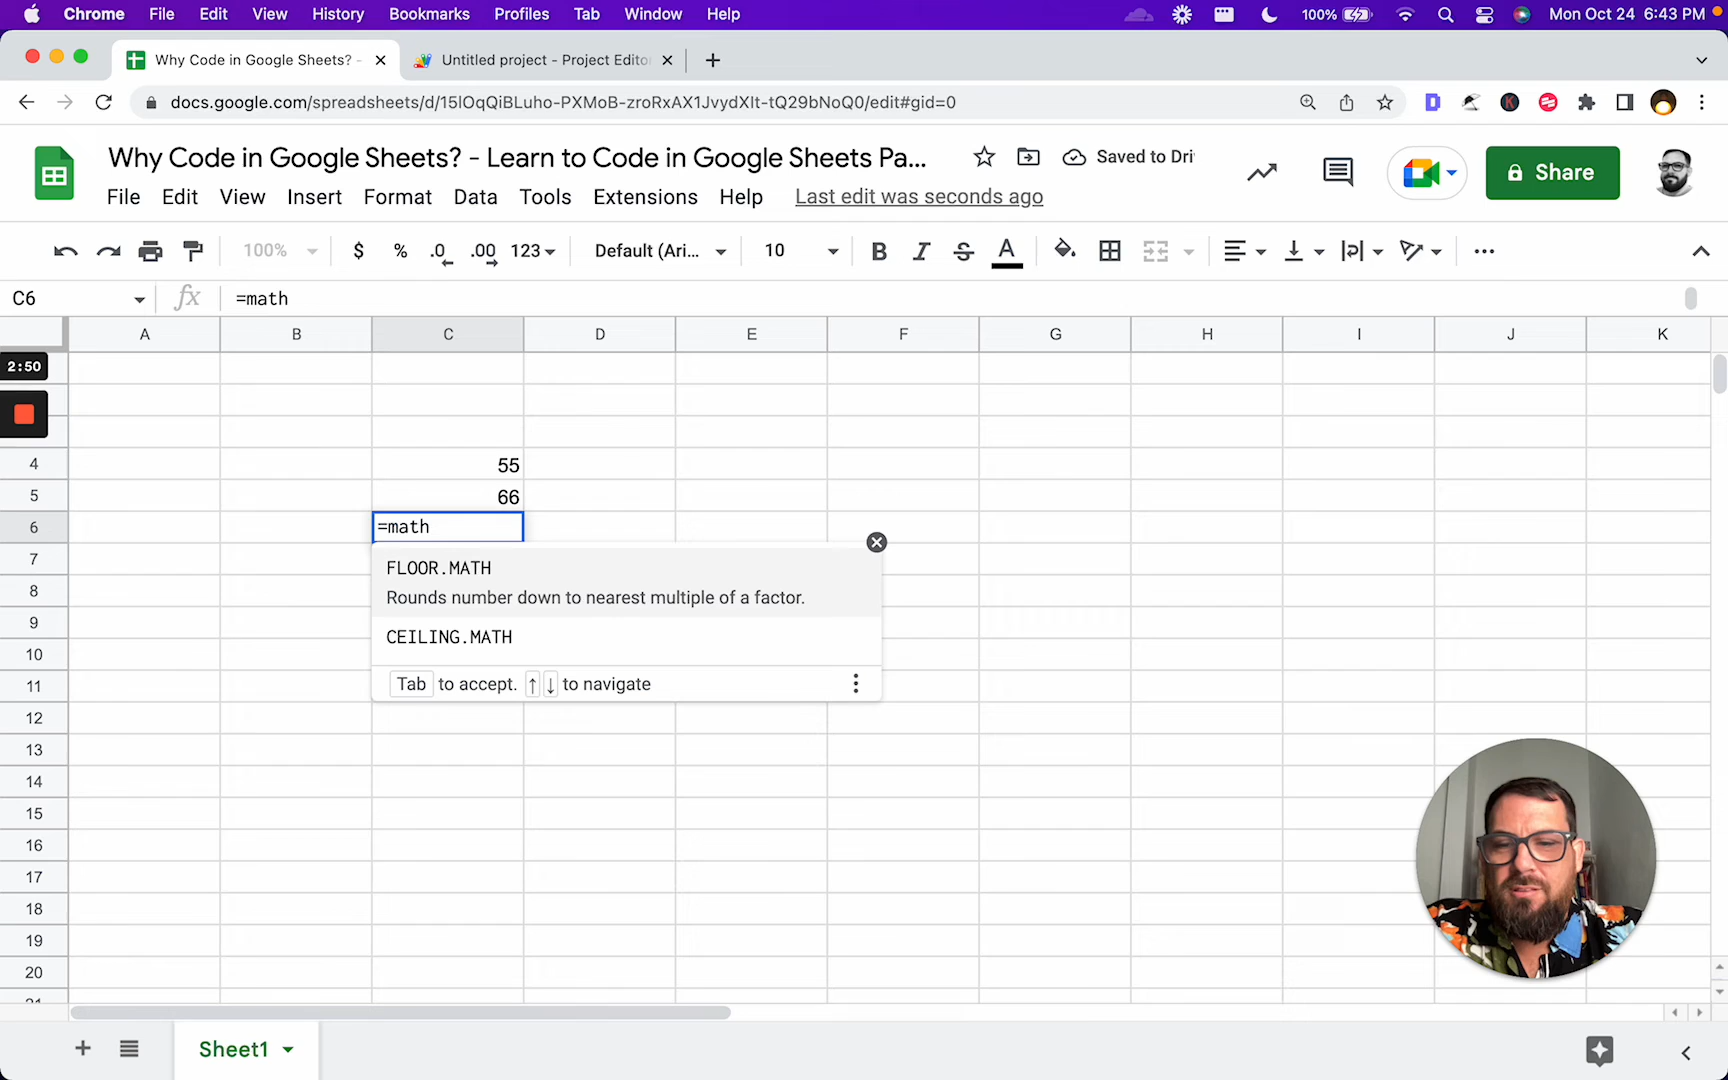 Chrome File Edit View History Bookmarks Profiles Tab Window Help 100% Mon Oct 24 6:43 PM
Why Code in Google Sheets? - Untitled project - Project Edito
docs.google.com/spreadsheets/d/15lOqQiBLuho-PXMoB-zroRxAX1JvydXlt-tQ29bNoQ0/edit#gid=0
Why Code in Google Sheets? - Learn to Code in Google Sheets Pa... Saved to Dri
File Edit View Insert Format Data Tools Extensions Help Last edit was seconds ago
Share
100% $ % .0 .00 123 Default (Ari... 10 B I S A
C6 fx =math
A B C D E F G H I J K
2:50
4 55
5 66
6 =math
7
FLOOR.MATH
8 Rounds number down to nearest multiple of a factor.
9
CEILING.MATH
10
11 Tab to accept. ↑ ↓ to navigate
12
13
14
15
16
17
18
19
20
21
Sheet1